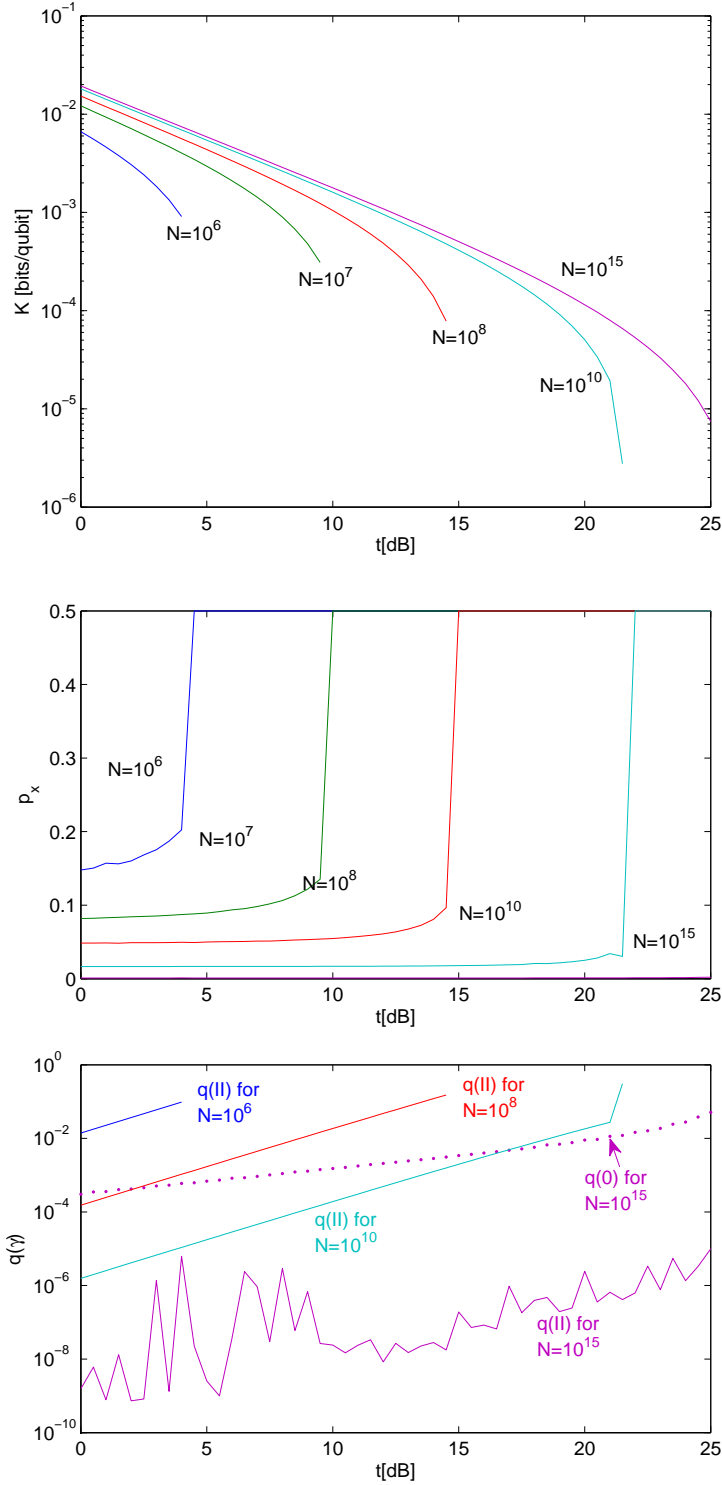 10^−1
10^−2
10^−3
10^−4
10^−5
10^−6
K [bits/qubit]
N=10^6
N=10^7
N=10^8
N=10^15
N=10^10
0 5 10 15 20 25
t[dB]
0.5
0.4
0.3
0.2
0.1
0
p_x
N=10^6
N=10^7
N=10^8
N=10^10
N=10^15
0 5 10 15 20 25
t[dB]
10^0
10^−2
10^−4
10^−6
10^−8
10^−10
q(γ)
q(II) for
N=10^6
q(II) for
N=10^8
q(0) for
N=10^15
q(II) for
N=10^10
q(II) for
N=10^15
0 5 10 15 20 25
t[dB]